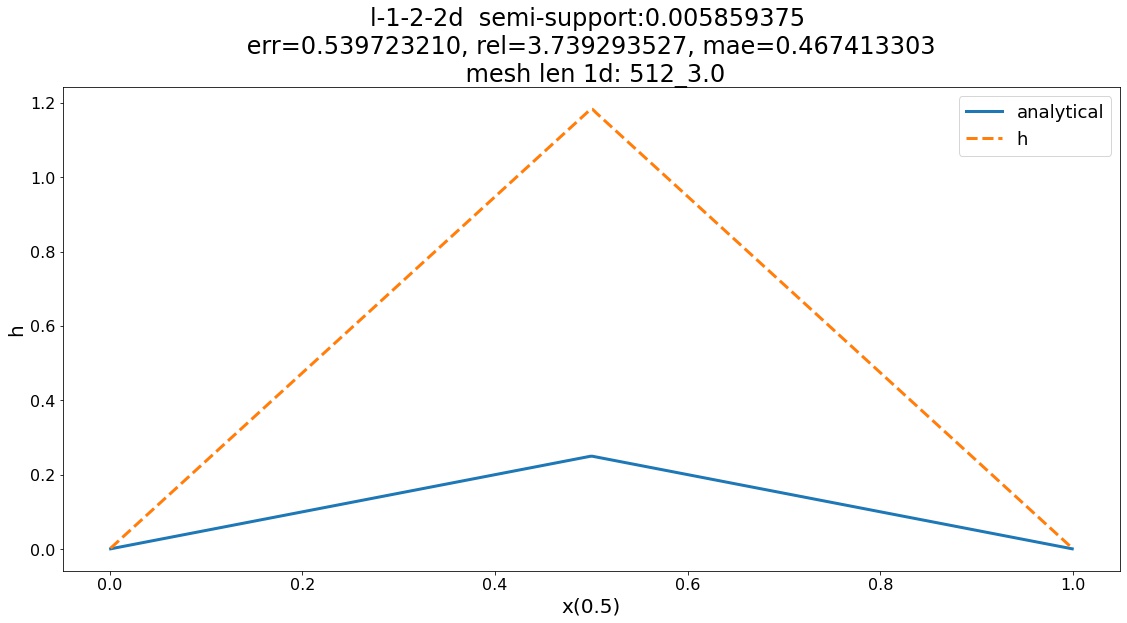 l-1-2-2d  semi-support:0.005859375
err=0.539723210, rel=3.739293527, mae=0.467413303
mesh len 1d: 512_3.0
analytical
h
h
1.2
1.0
0.8
0.6
0.4
0.2
0.0
0.0 0.2 0.4 0.6 0.8 1.0
x(0.5)